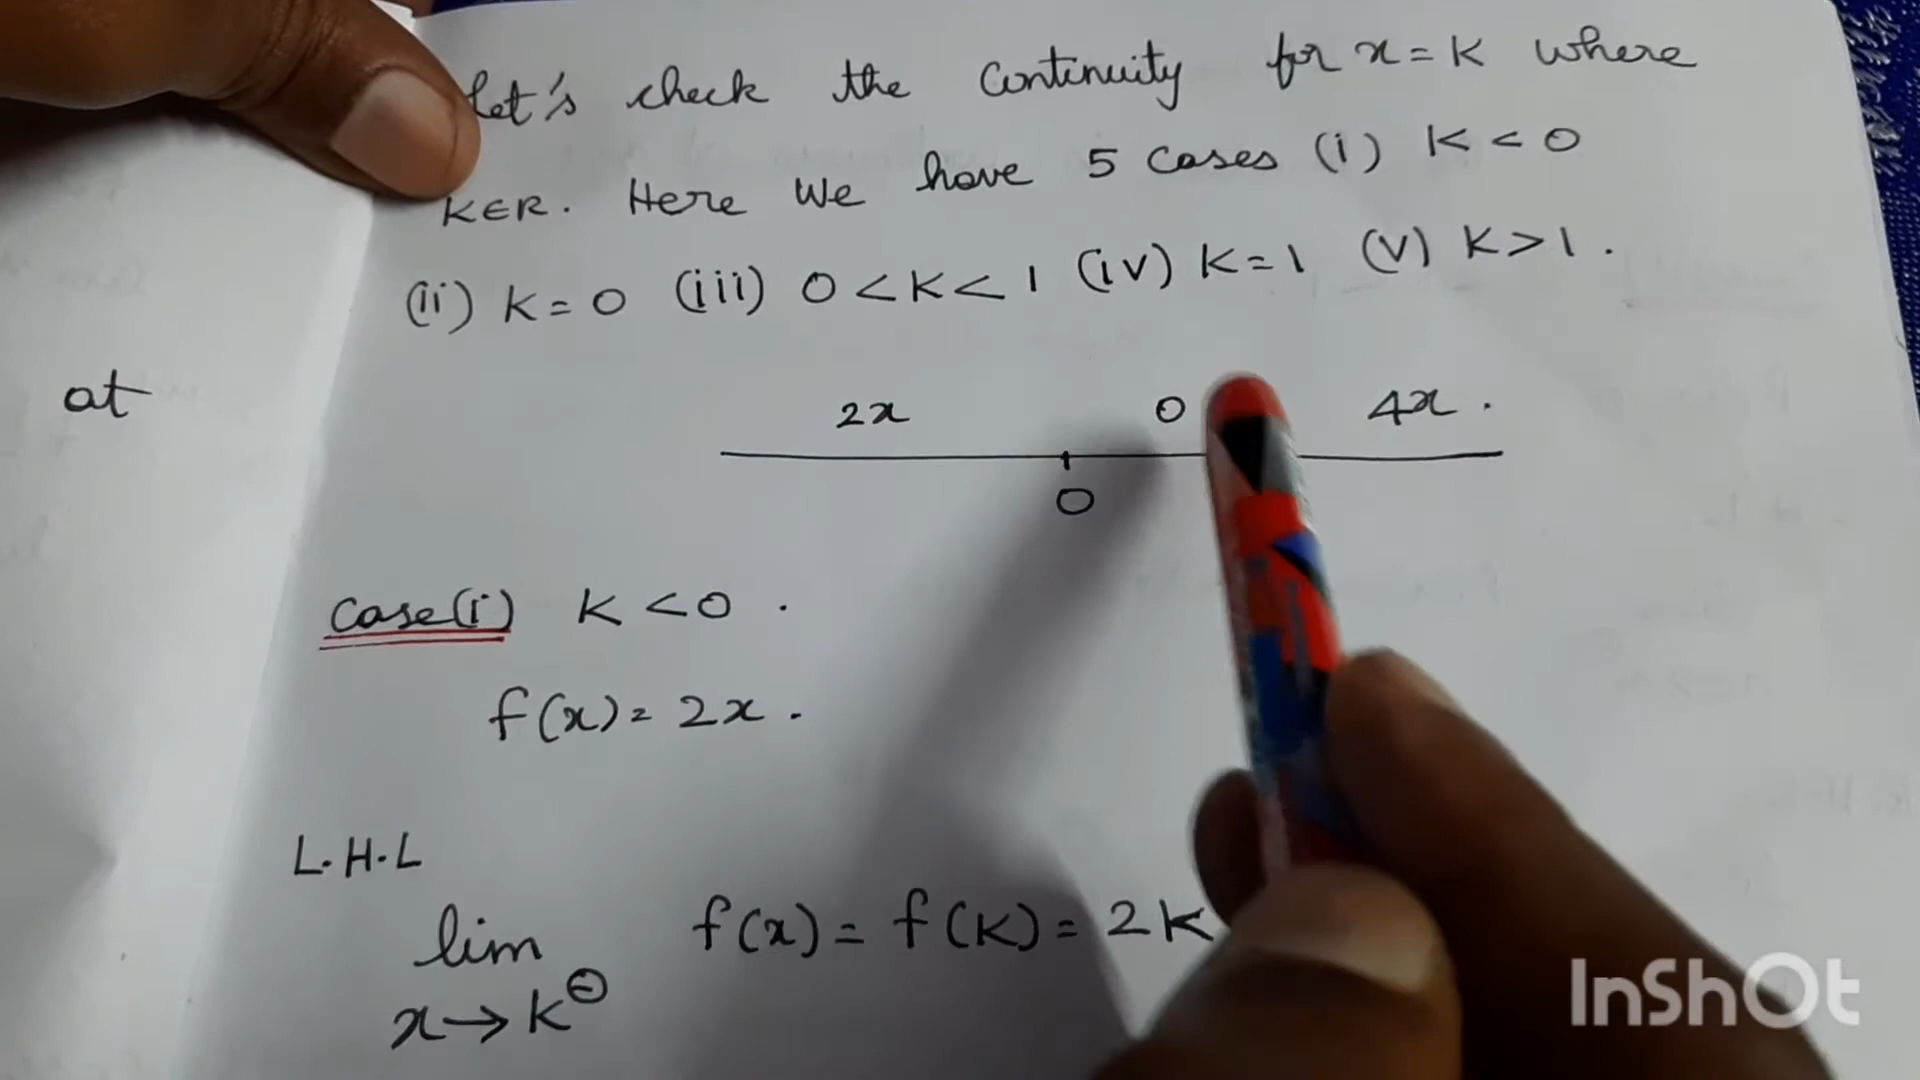 Let's check the continuity for x = K where
KER. Here We have 5 cases (i) K < 0
(ii) K = 0 (iii) 0 < K < 1 (iv) K = 1 (v) K > 1 .
at
2x 0 4x .
0
Case(i) K < 0 .
f(x) = 2x .
L.H.L
lim f(x) = f(K) = 2K
x → K⊖
InShOt